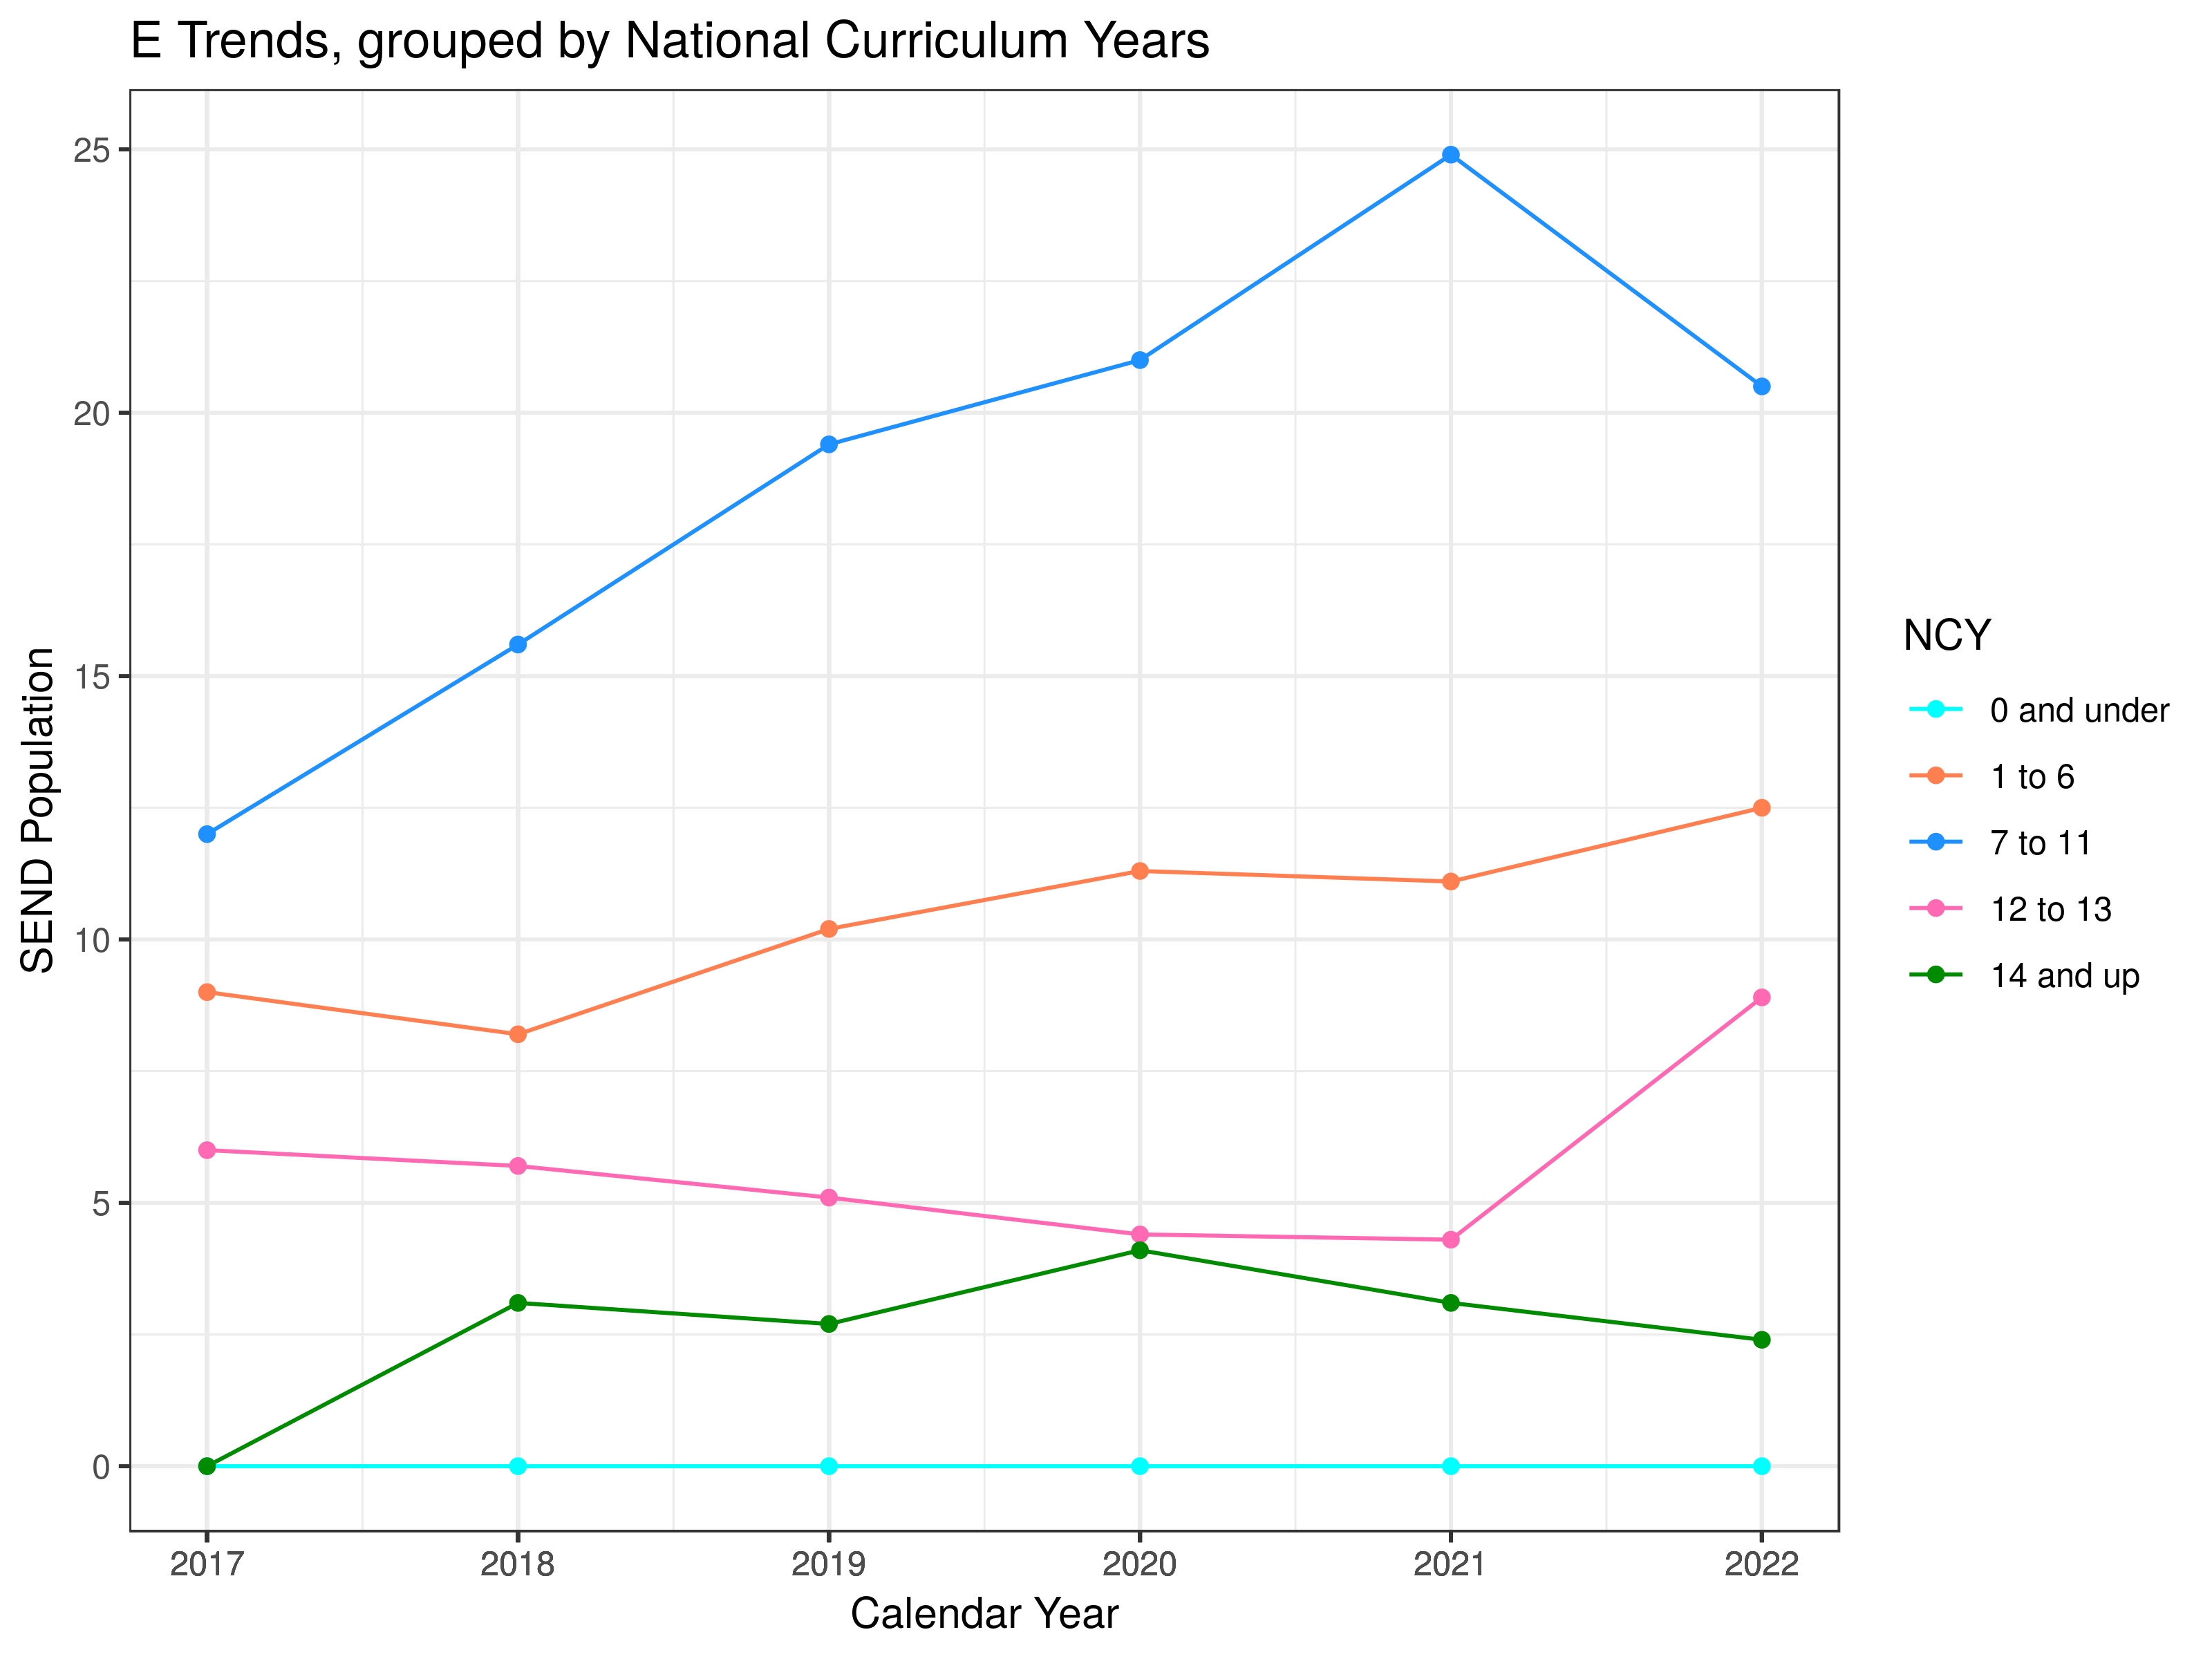 E Trends, grouped by National Curriculum Years
SEND Population
25
20
15
10
5
0
2017 2018 2019 2020 2021 2022
Calendar Year
NCY
0 and under
1 to 6
7 to 11
12 to 13
14 and up